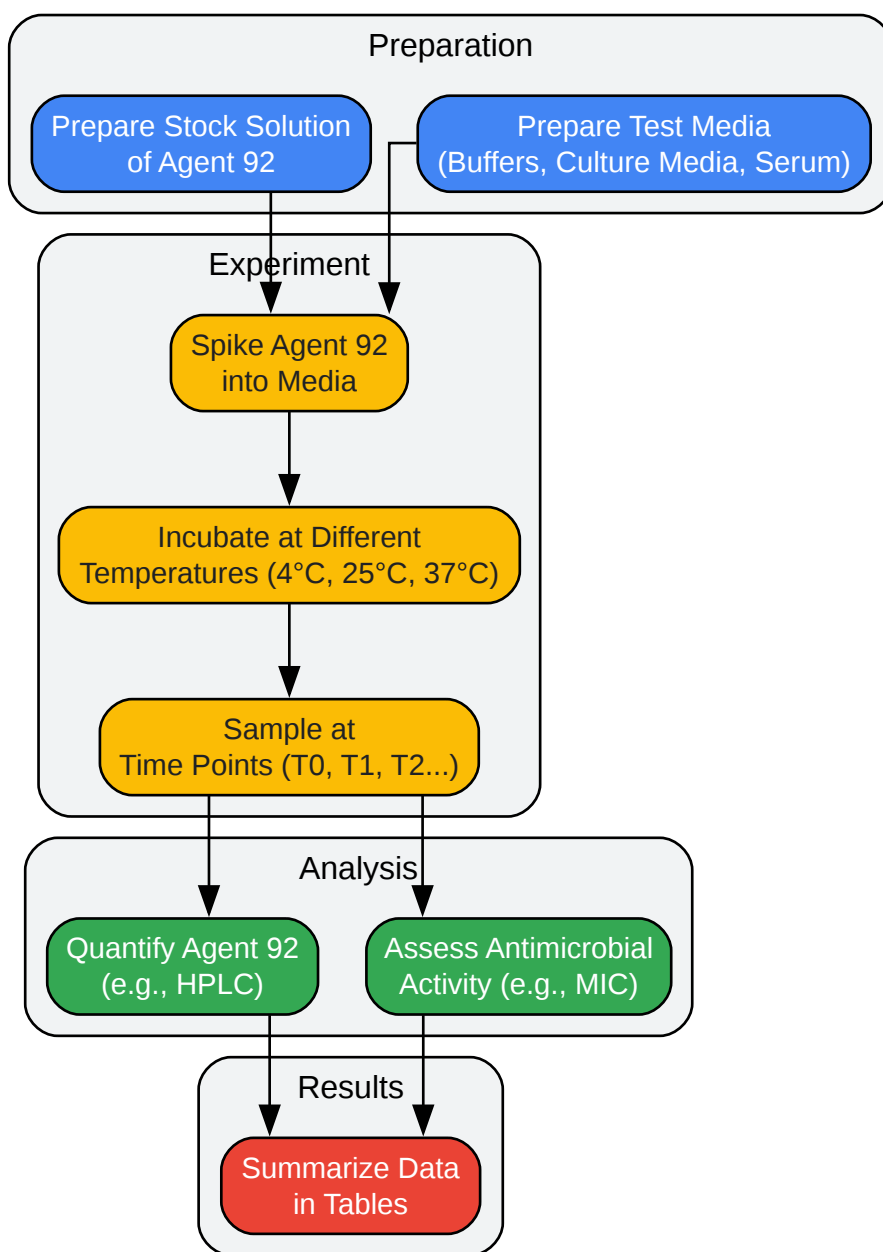 Preparation
Prepare Stock Solution
of Agent 92
Prepare Test Media
(Buffers, Culture Media, Serum)
Experiment
Spike Agent 92
into Media
Incubate at Different
Temperatures (4°C, 25°C, 37°C)
Sample at
Time Points (T0, T1, T2...)
Analysis
Quantify Agent 92
(e.g., HPLC)
Assess Antimicrobial
Activity (e.g., MIC)
Results
Summarize Data
in Tables